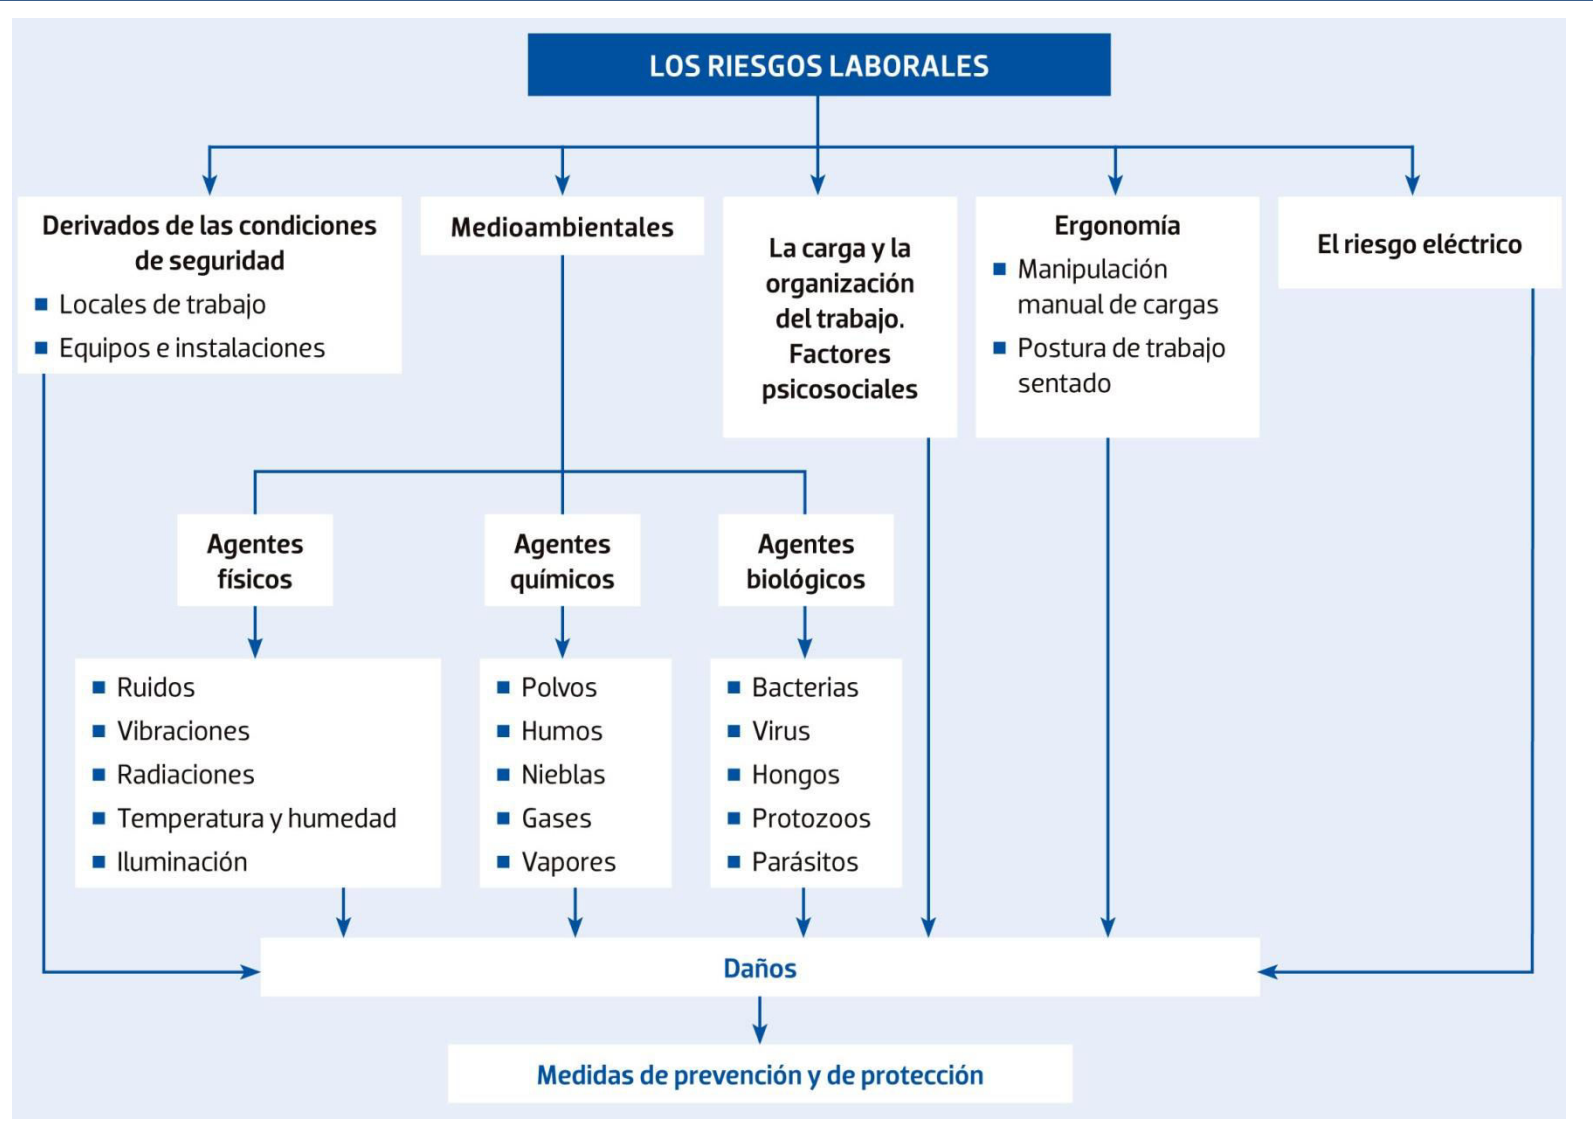 LOS RIESGOS LABORALES
Derivados de las condiciones
de seguridad
Locales de trabajo
Equipos e instalaciones
Medioambientales
La carga y la
organización
del trabajo.
Factores
psicosociales
Ergonomía
Manipulación
manual de cargas
Postura de trabajo
sentado
El riesgo eléctrico
Agentes
físicos
Agentes
químicos
Agentes
biológicos
Ruidos
Vibraciones
Radiaciones
Temperatura y humedad
Iluminación
Polvos
Humos
Nieblas
Gases
Vapores
Bacterias
Virus
Hongos
Protozoos
Parásitos
Daños
Medidas de prevención y de protección